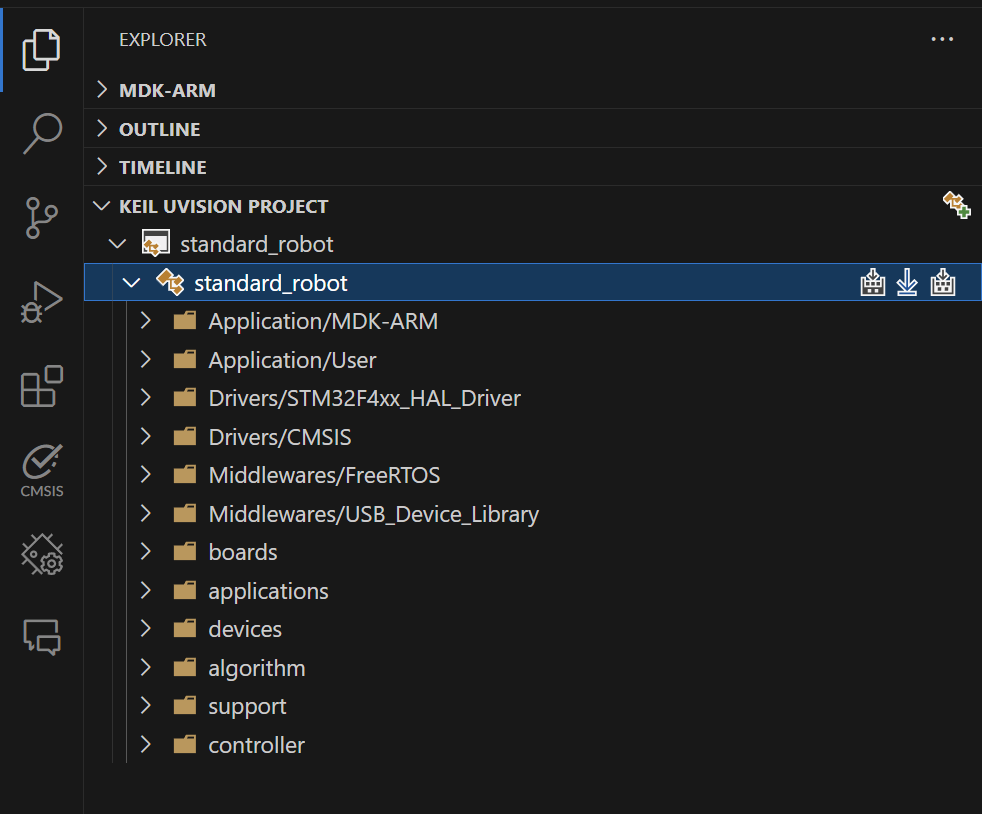 EXPLORER
MDK-ARM
OUTLINE
TIMELINE
KEIL UVISION PROJECT
standard_robot
standard_robot
Application/MDK-ARM
Application/User
Drivers/STM32F4xx_HAL_Driver
Drivers/CMSIS
Middlewares/FreeRTOS
Middlewares/USB_Device_Library
boards
applications
devices
algorithm
support
controller
CMSIS